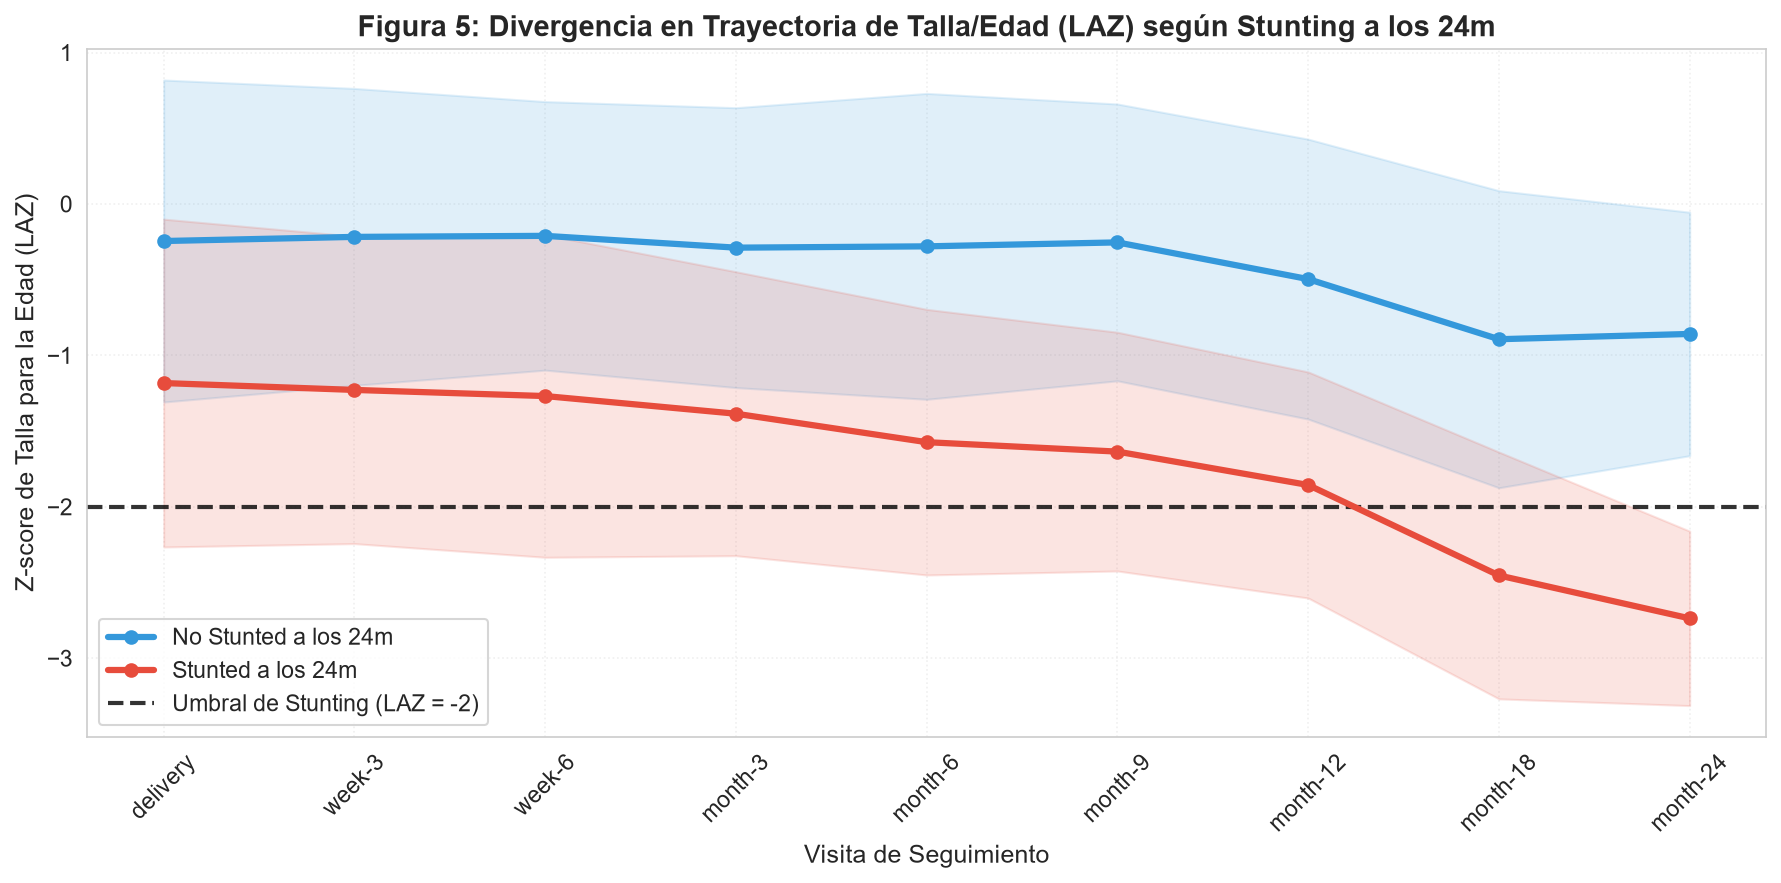 Figura 5: Divergencia en Trayectoria de Talla/Edad (LAZ) según Stunting a los 24m
Z-score de Talla para la Edad (LAZ)
1
0
−1
−2
−3
No Stunted a los 24m
Stunted a los 24m
Umbral de Stunting (LAZ = -2)
delivery
week-3
week-6
month-3
month-6
month-9
month-12
month-18
month-24
Visita de Seguimiento